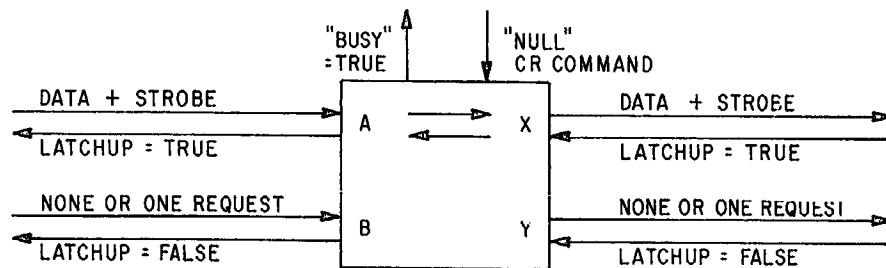 "BUSY"
=TRUE
"NULL"
CR COMMAND
DATA + STROBE
LATCHUP = TRUE
NONE OR ONE REQUEST
LATCHUP = FALSE
A
X
B
Y
DATA + STROBE
LATCHUP = TRUE
NONE OR ONE REQUEST
LATCHUP = FALSE